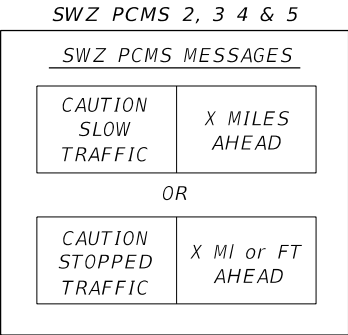 SWZ PCMS 2, 3 4 & 5
SWZ PCMS MESSAGES
CAUTION
SLOW
TRAFFIC
X MILES
AHEAD
OR
CAUTION
STOPPED
TRAFFIC
X MI or FT
AHEAD